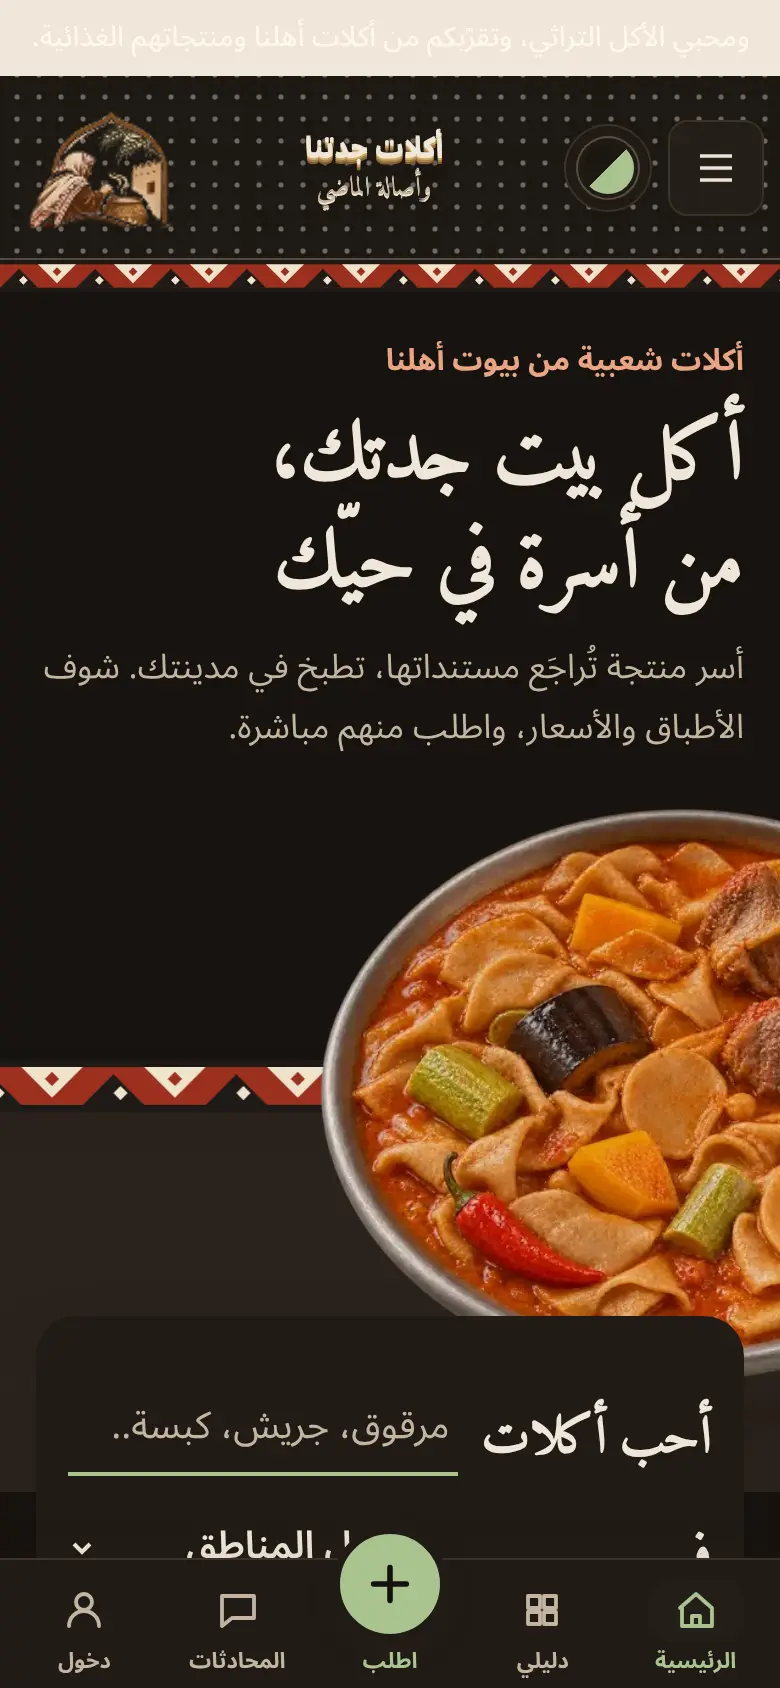 ومحبي الأكل التراثي، وتقرّبكم من أكلات أهلنا ومنتجاتهم الغذائية.
أكلات جدتنا
وأصالة الماضي
أكلات شعبية من بيوت أهلنا
أكل بيت جدتك،
من أسرة في حيّك
أسر منتجة تُراجَع مستنداتها، تطبخ في مدينتك. شوف
الأطباق والأسعار، واطلب منهم مباشرة.
أحب أكلات مرقوق، جريش، كبسة..
المناطق
الرئيسية
دليلي
اطلب
المحادثات
دخول